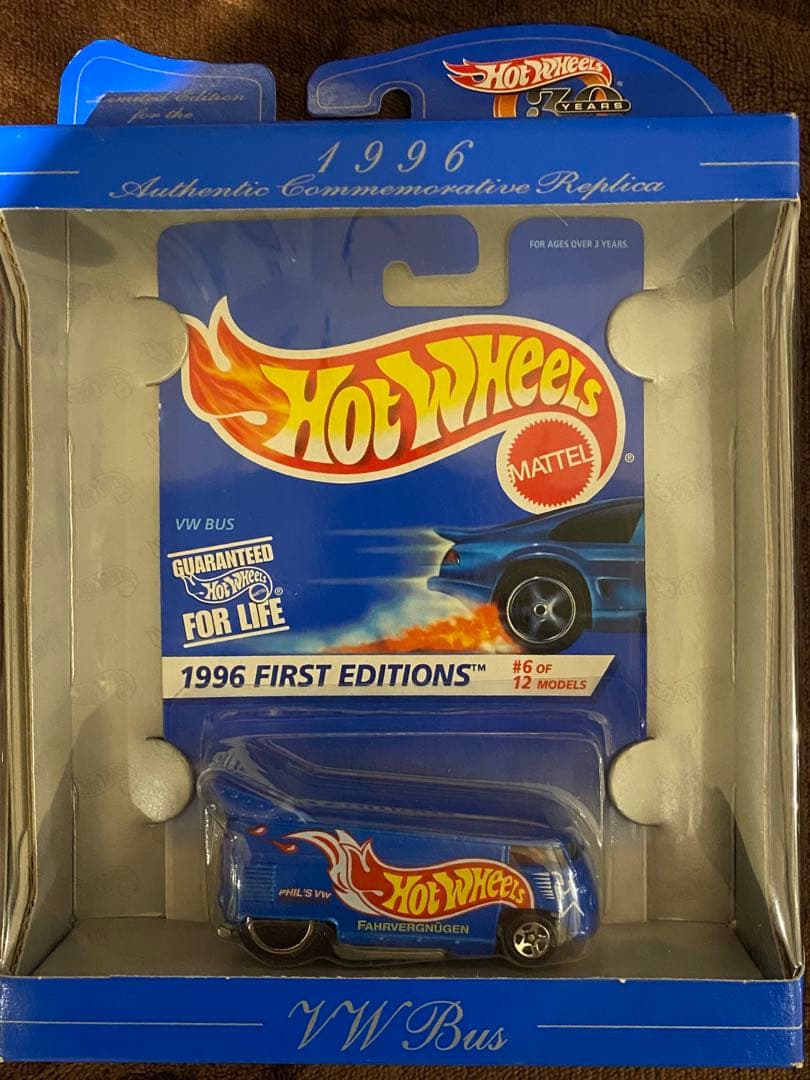 Limited Edition
for the
Hot Wheels®
30 YEARS
1996
Authentic Commemorative Replica
FOR AGES OVER 3 YEARS.
Hot Wheels
MATTEL
®
VW BUS
GUARANTEED
Hot Wheels
MATTEL
®
FOR LIFE
1996 FIRST EDITIONS™
#6 OF
12 MODELS
PHIL'S VW
Hot Wheels
FAHRVERGNÜGEN
VW Bus